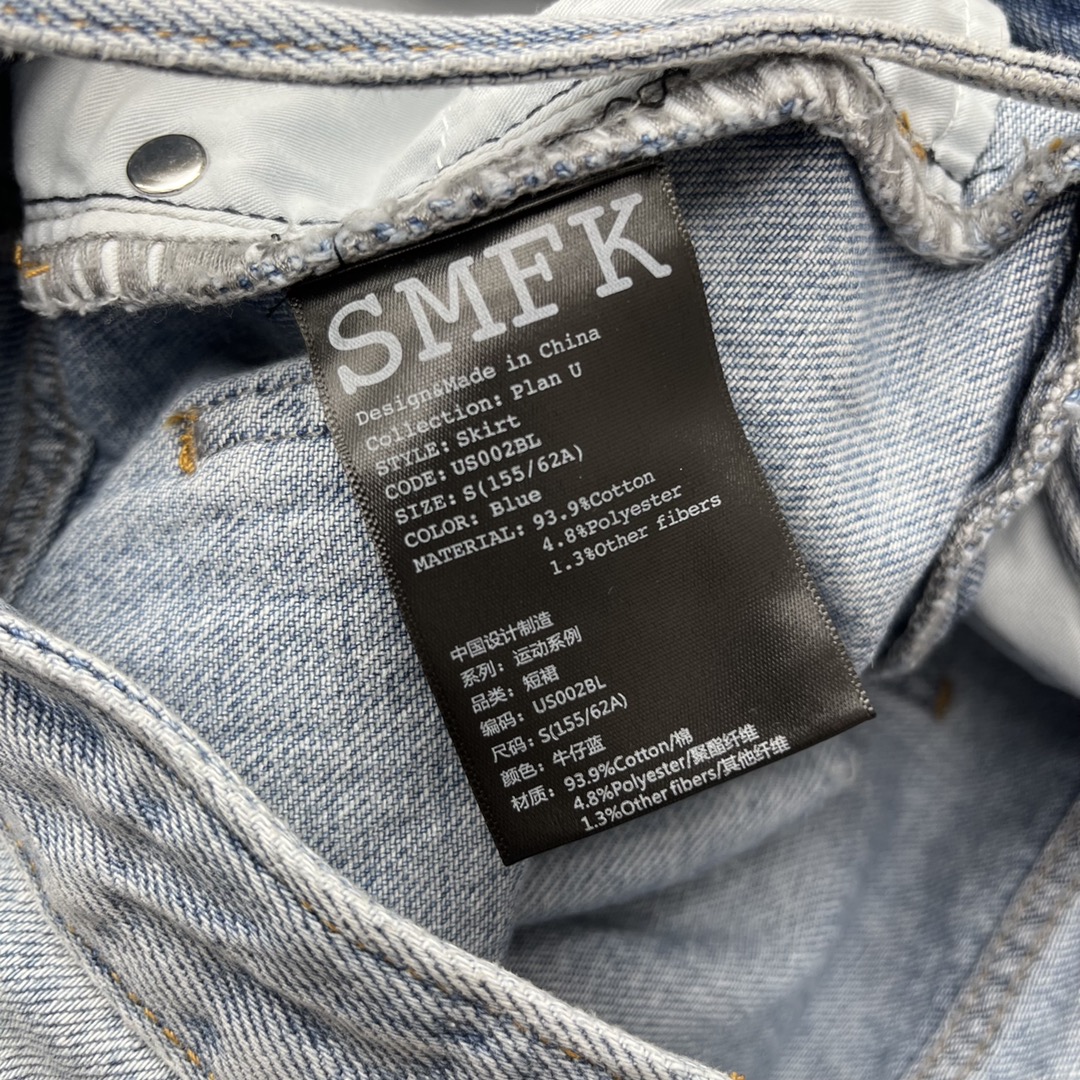 SMFK
Design&Made in China
Collection: Plan U
STYLE: Skirt
CODE: US002BL
SIZE: S(155/62A)
COLOR: Blue
MATERIAL: 93.9%Cotton
4.8%Polyester
1.3%Other fibers
中国设计制造
系列: 运动系列
品类: 短裙
编码: US002BL
尺码: S(155/62A)
颜色: 牛仔蓝
材质: 93.9%Cotton/棉
4.8%Polyester/聚酯纤维
1.3%Other fibers/其他纤维